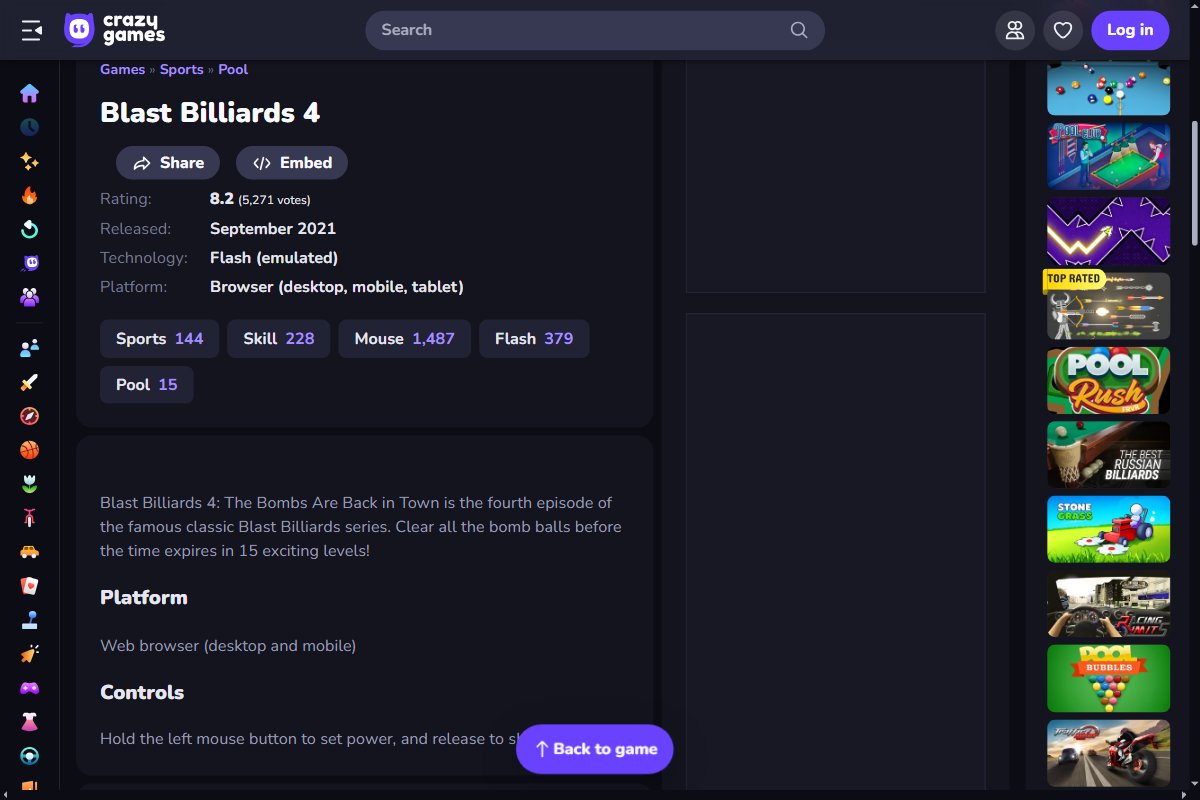 crazy
games
Search
Log in
Games » Sports » Pool
Blast Billiards 4
Share
Embed
Rating: 8.2 (5,271 votes)
Released: September 2021
Technology: Flash (emulated)
Platform: Browser (desktop, mobile, tablet)
Sports 144
Skill 228
Mouse 1,487
Flash 379
Pool 15
Blast Billiards 4: The Bombs Are Back in Town is the fourth episode of
the famous classic Blast Billiards series. Clear all the bomb balls before
the time expires in 15 exciting levels!
Platform
Web browser (desktop and mobile)
Controls
Hold the left mouse button to set power, and release to
Back to game
POOL CLUB
TOP RATED
POOL
Rush
FRVR
THE BEST
RUSSIAN
BILLIARDS
STONE
GRASS
RACING
LIMITS
POOL
BUBBLES